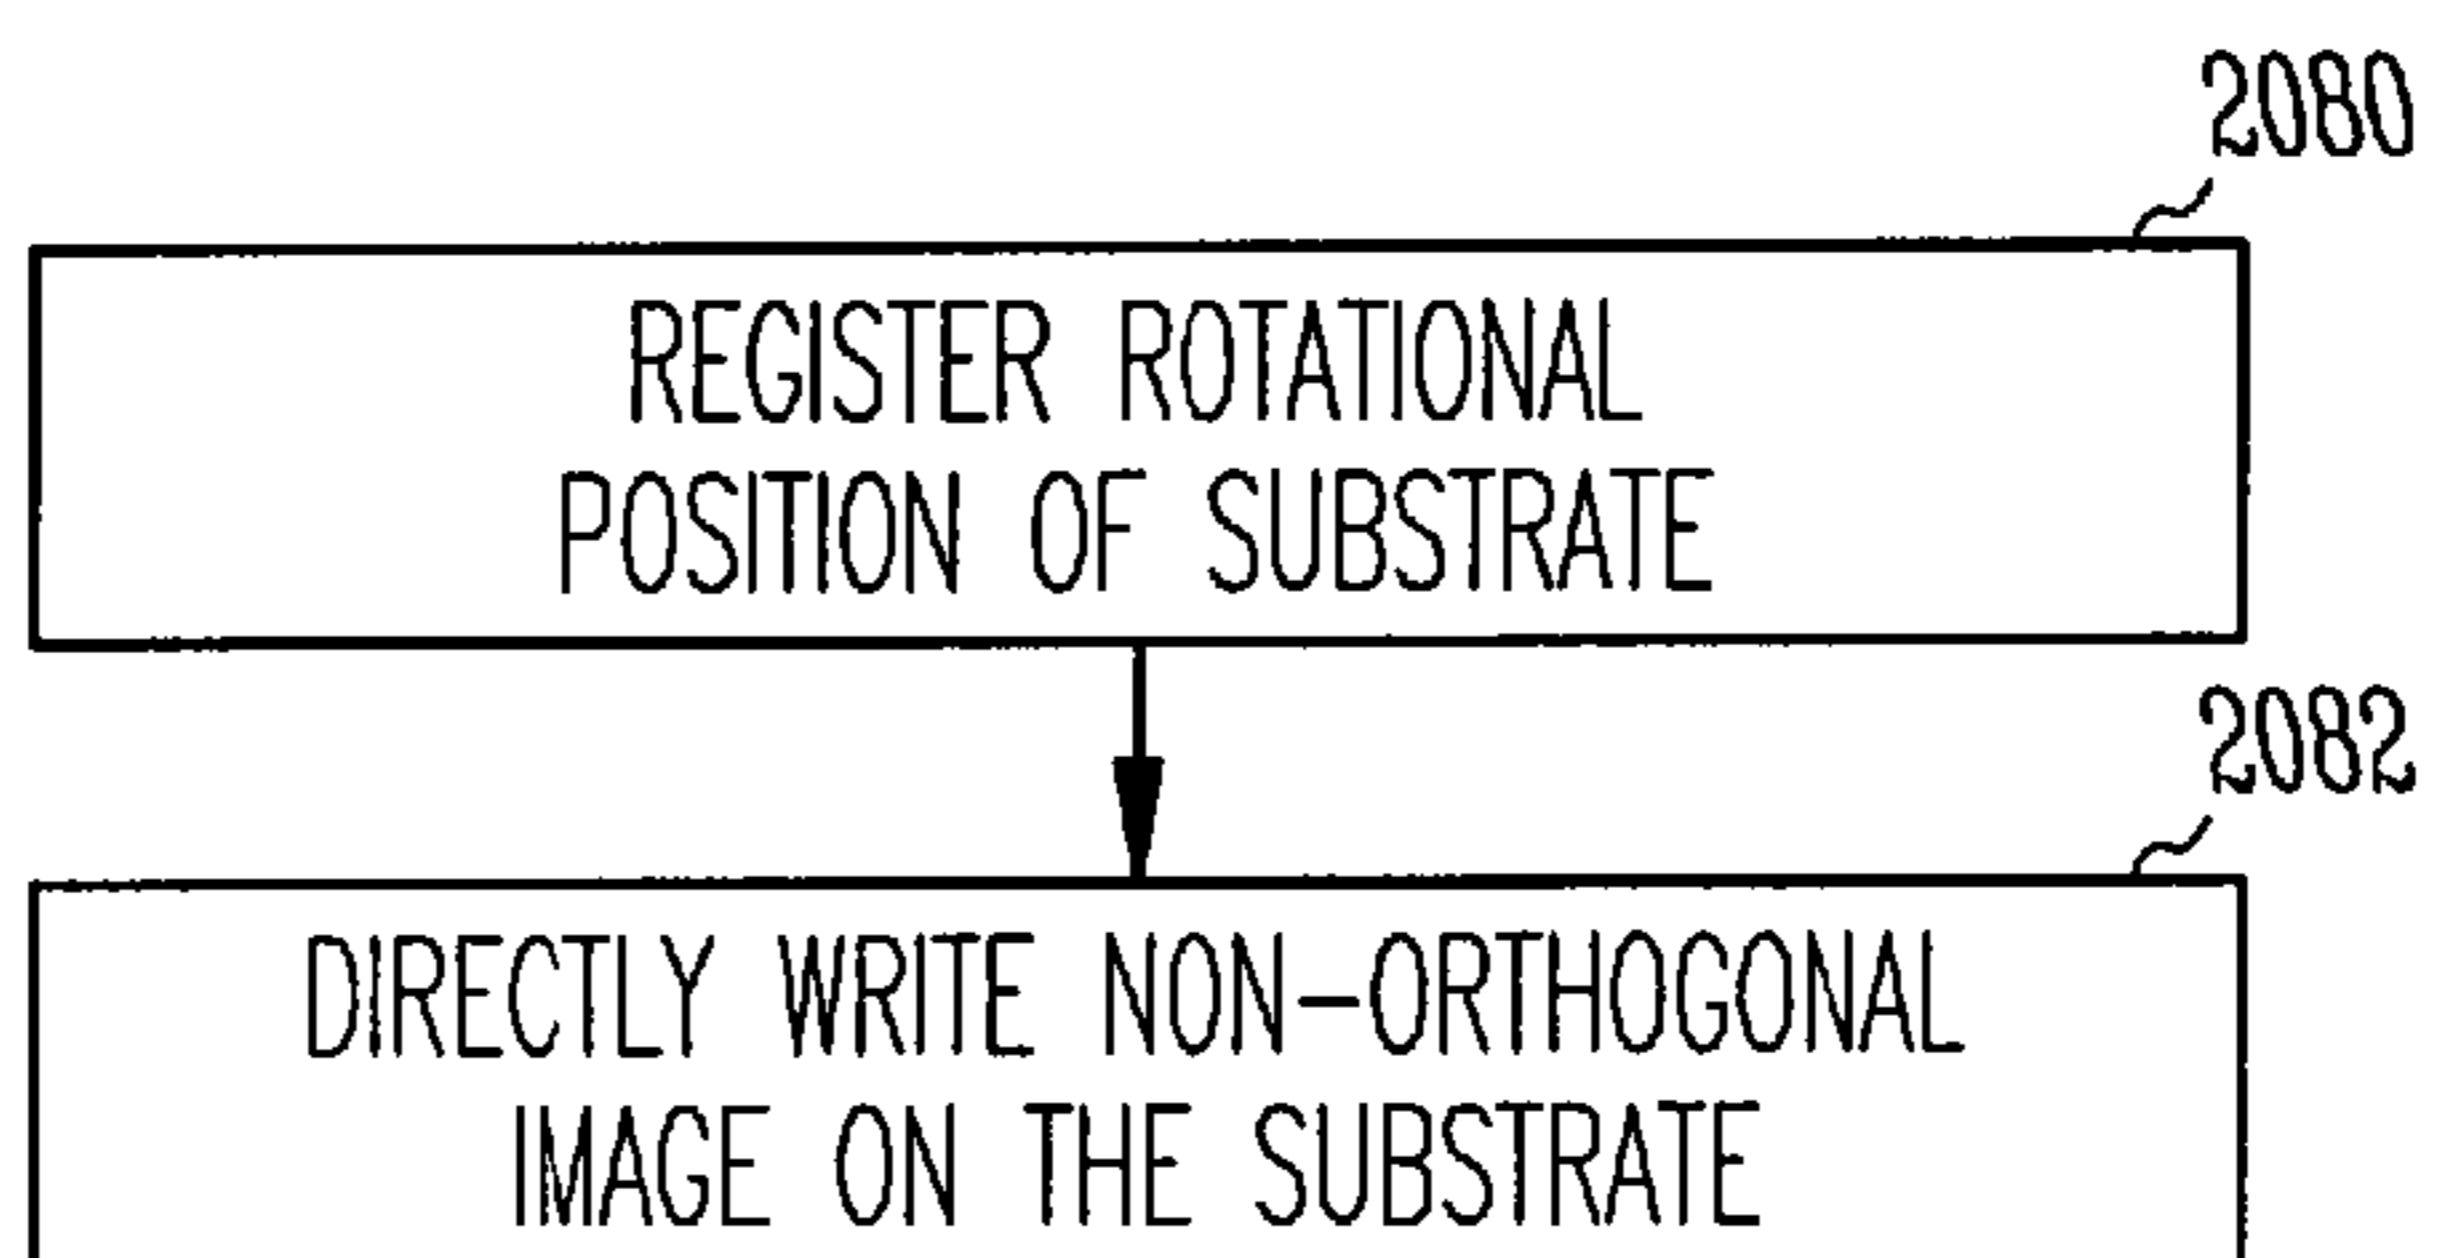 2080
REGISTER ROTATIONAL
POSITION OF SUBSTRATE
2082
DIRECTLY WRITE NON-ORTHOGONAL
IMAGE ON THE SUBSTRATE